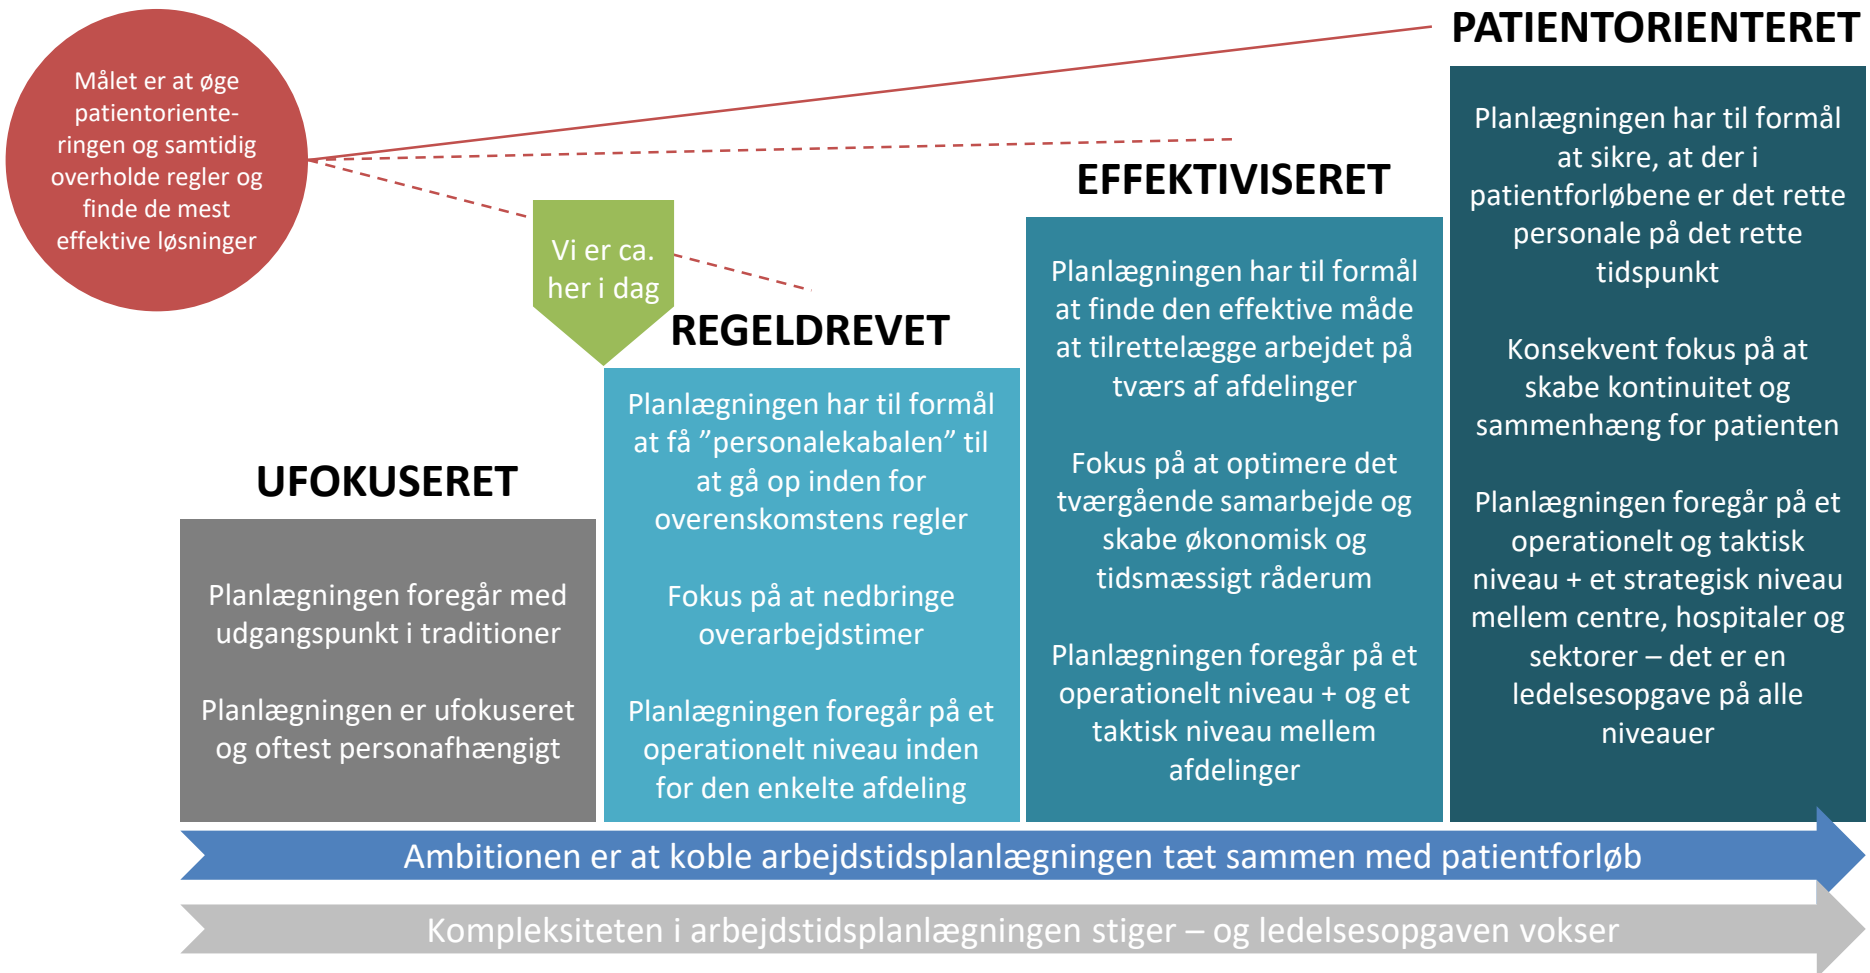 Målet er at øge
patientoriente-
ringen og samtidig
overholde regler og
finde de mest
effektive løsninger
Vi er ca.
her i dag
UFOKUSERET
Planlægningen foregår med
udgangspunkt i traditioner
Planlægningen er ufokuseret
og oftest personafhængigt
REGELDREVET
Planlægningen har til formål
at få ”personalekabalen” til
at gå op inden for
overenskomstens regler
Fokus på at nedbringe
overarbejdstimer
Planlægningen foregår på et
operationelt niveau inden
for den enkelte afdeling
EFFEKTIVISERET
Planlægningen har til formål
at finde den effektive måde
at tilrettelægge arbejdet på
tværs af afdelinger
Fokus på at optimere det
tværgående samarbejde og
skabe økonomisk og
tidsmæssigt råderum
Planlægningen foregår på et
operationelt niveau + og et
taktisk niveau mellem
afdelinger
PATIENTORIENTERET
Planlægningen har til formål
at sikre, at der i
patientforløbene er det rette
personale på det rette
tidspunkt
Konsekvent fokus på at
skabe kontinuitet og
sammenhæng for patienten
Planlægningen foregår på et
operationelt og taktisk
niveau + et strategisk niveau
mellem centre, hospitaler og
sektorer – det er en
ledelsesopgave på alle
niveauer
Ambitionen er at koble arbejdstidsplanlægningen tæt sammen med patientforløb
Kompleksiteten i arbejdstidsplanlægningen stiger – og ledelsesopgaven vokser